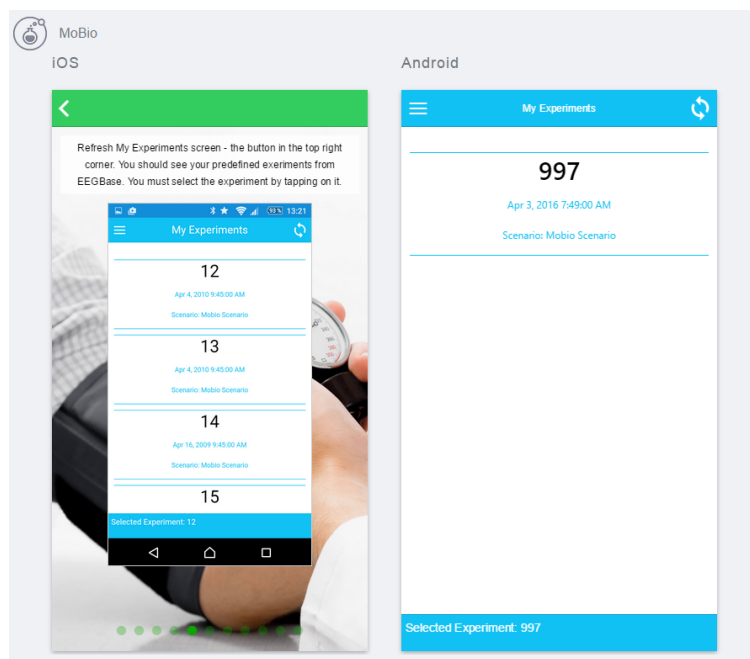 MoBio
iOS
Refresh My Experiments screen - the button in the top right
corner. You should see your predefined exeriments from
EEGBase. You must select the experiment by tapping on it.
93% 13:21
My Experiments
12
Apr 4, 2010 9:45:00 AM
Scenario: Mobio Scenario
13
Apr 4, 2010 9:45:00 AM
Scenario: Mobio Scenario
14
Apr 16, 2009 9:45:00 AM
Scenario: Mobio Scenario
15
Selected Experiment: 12
Android
My Experiments
997
Apr 3, 2016 7:49:00 AM
Scenario: Mobio Scenario
Selected Experiment: 997